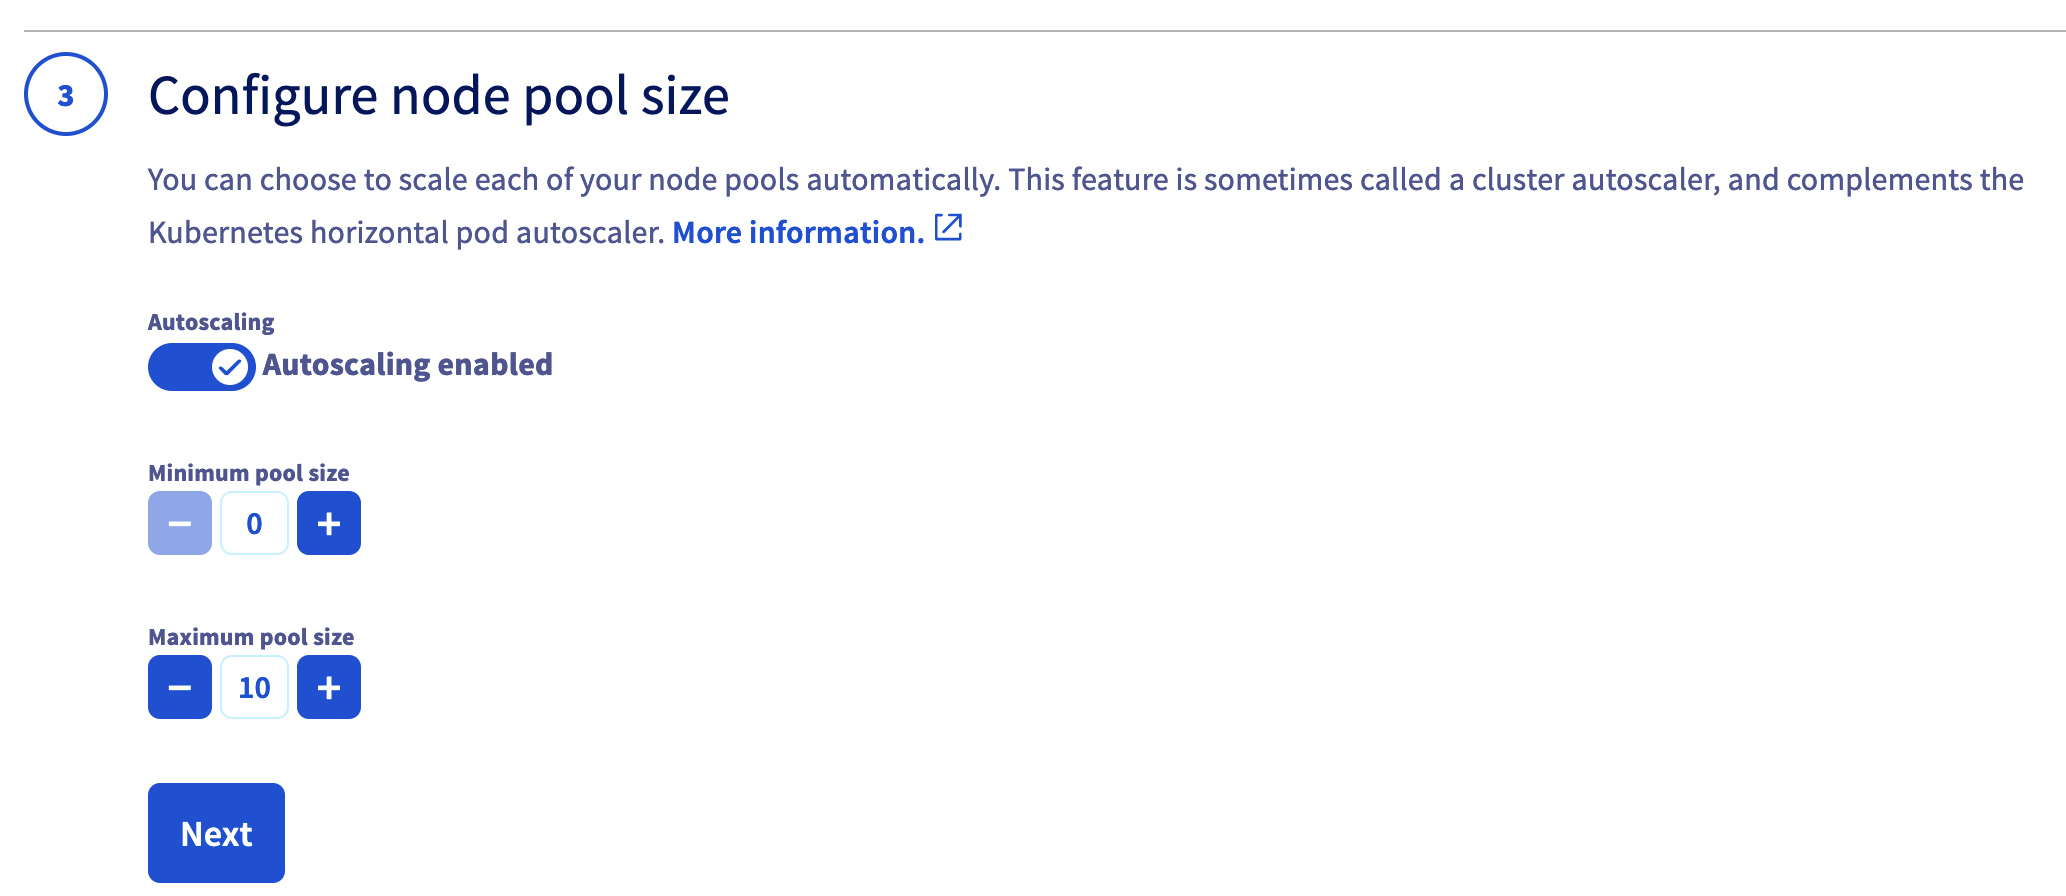 3
Configure node pool size
You can choose to scale each of your node pools automatically. This feature is sometimes called a cluster autoscaler, and complements the
Kubernetes horizontal pod autoscaler. More information.
Autoscaling
Autoscaling enabled
Minimum pool size
− 0 +
Maximum pool size
− 10 +
Next